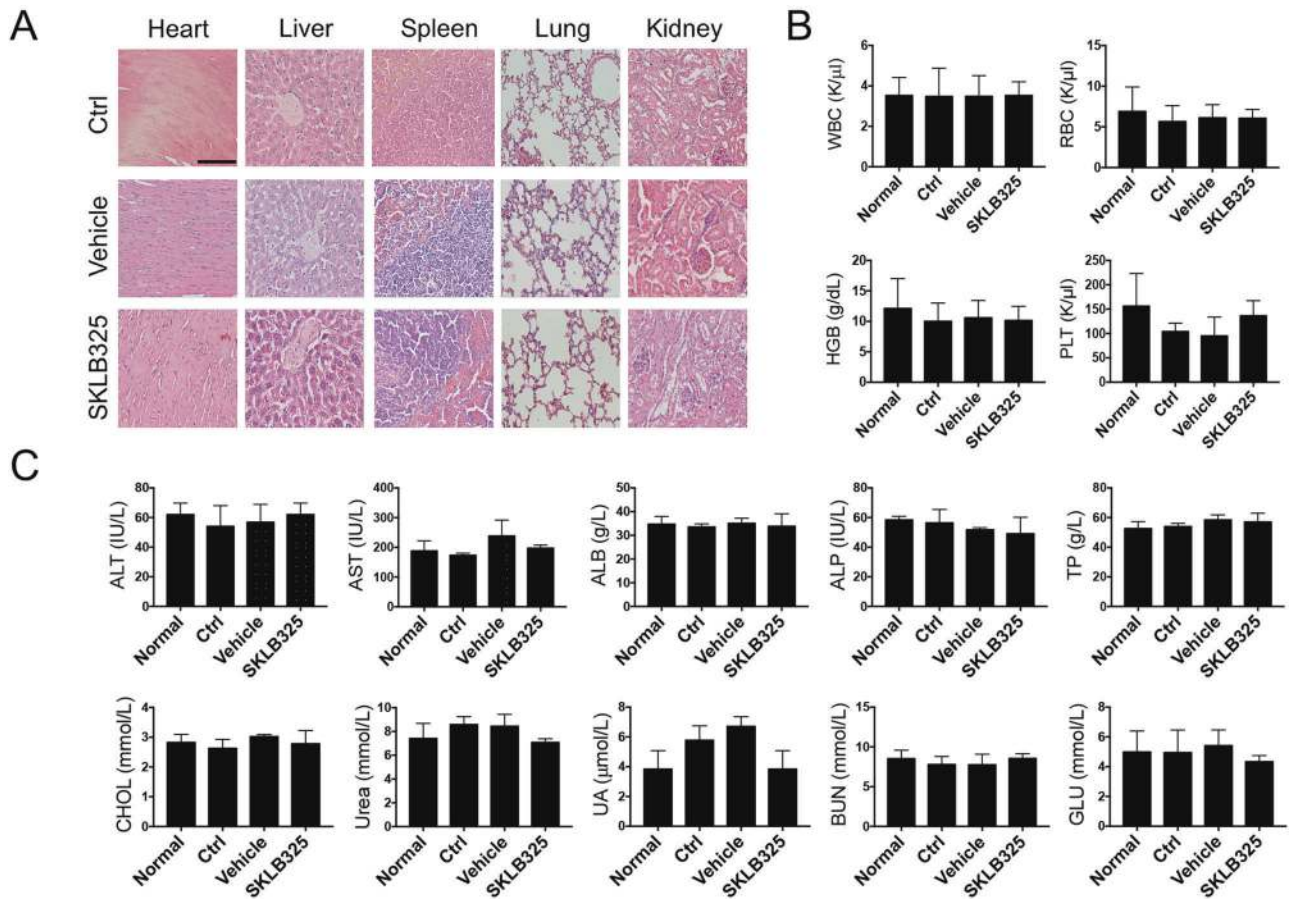 A
Heart Liver Spleen Lung Kidney
Ctrl
Vehicle
SKLB325
B
WBC (K/μl)
6
4
2
0
Normal Ctrl Vehicle SKLB325
RBC (K/μl)
15
10
5
0
Normal Ctrl Vehicle SKLB325
HGB (g/dL)
20
15
10
5
0
Normal Ctrl Vehicle SKLB325
PLT (K/μl)
250
200
150
100
50
0
Normal Ctrl Vehicle SKLB325
C
ALT (IU/L)
80
60
40
20
0
Normal Ctrl Vehicle SKLB325
AST (IU/L)
400
300
200
100
0
Normal Ctrl Vehicle SKLB325
ALB (g/L)
50
40
30
20
10
0
Normal Ctrl Vehicle SKLB325
ALP (IU/L)
80
60
40
20
0
Normal Ctrl Vehicle SKLB325
TP (g/L)
80
60
40
20
0
Normal Ctrl Vehicle SKLB325
CHOL (mmol/L)
4
3
2
1
0
Normal Ctrl Vehicle SKLB325
Urea (mmol/L)
10
8
6
4
2
0
Normal Ctrl Vehicle SKLB325
UA (μmol/L)
8
6
4
2
0
Normal Ctrl Vehicle SKLB325
BUN (mmol/L)
15
10
5
0
Normal Ctrl Vehicle SKLB325
GLU (mmol/L)
8
6
4
2
0
Normal Ctrl Vehicle SKLB325